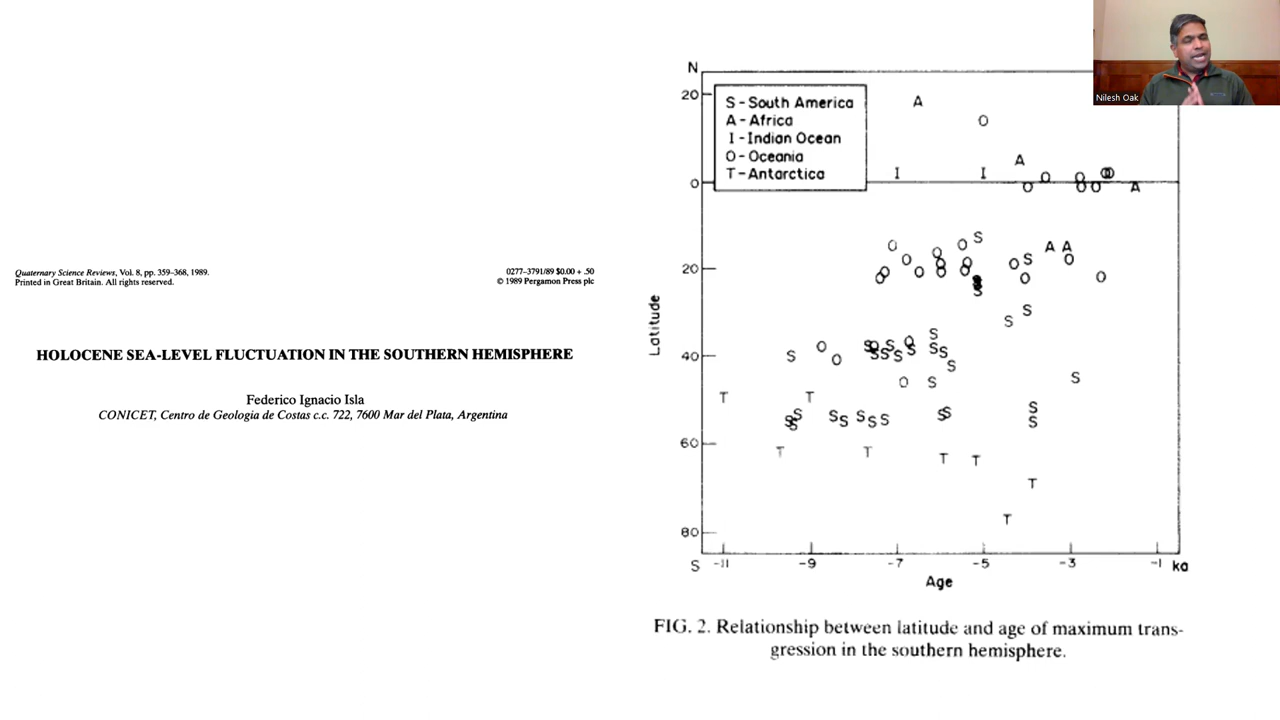 Quaternary Science Reviews, Vol. 8, pp. 359–368, 1989.
Printed in Great Britain. All rights reserved.
0277–3791/89 $0.00 + .50
© 1989 Pergamon Press plc
HOLOCENE SEA-LEVEL FLUCTUATION IN THE SOUTHERN HEMISPHERE
Federico Ignacio Isla
CONICET, Centro de Geologia de Costas c.c. 722, 7600 Mar del Plata, Argentina
Nilesh Oak
N
20
0
20
40
60
80
S
Latitude
S - South America
A - Africa
I - Indian Ocean
O - Oceania
T - Antarctica
-11 -9 -7 -5 -3 -1 ka
Age
FIG. 2. Relationship between latitude and age of maximum trans-
gression in the southern hemisphere.